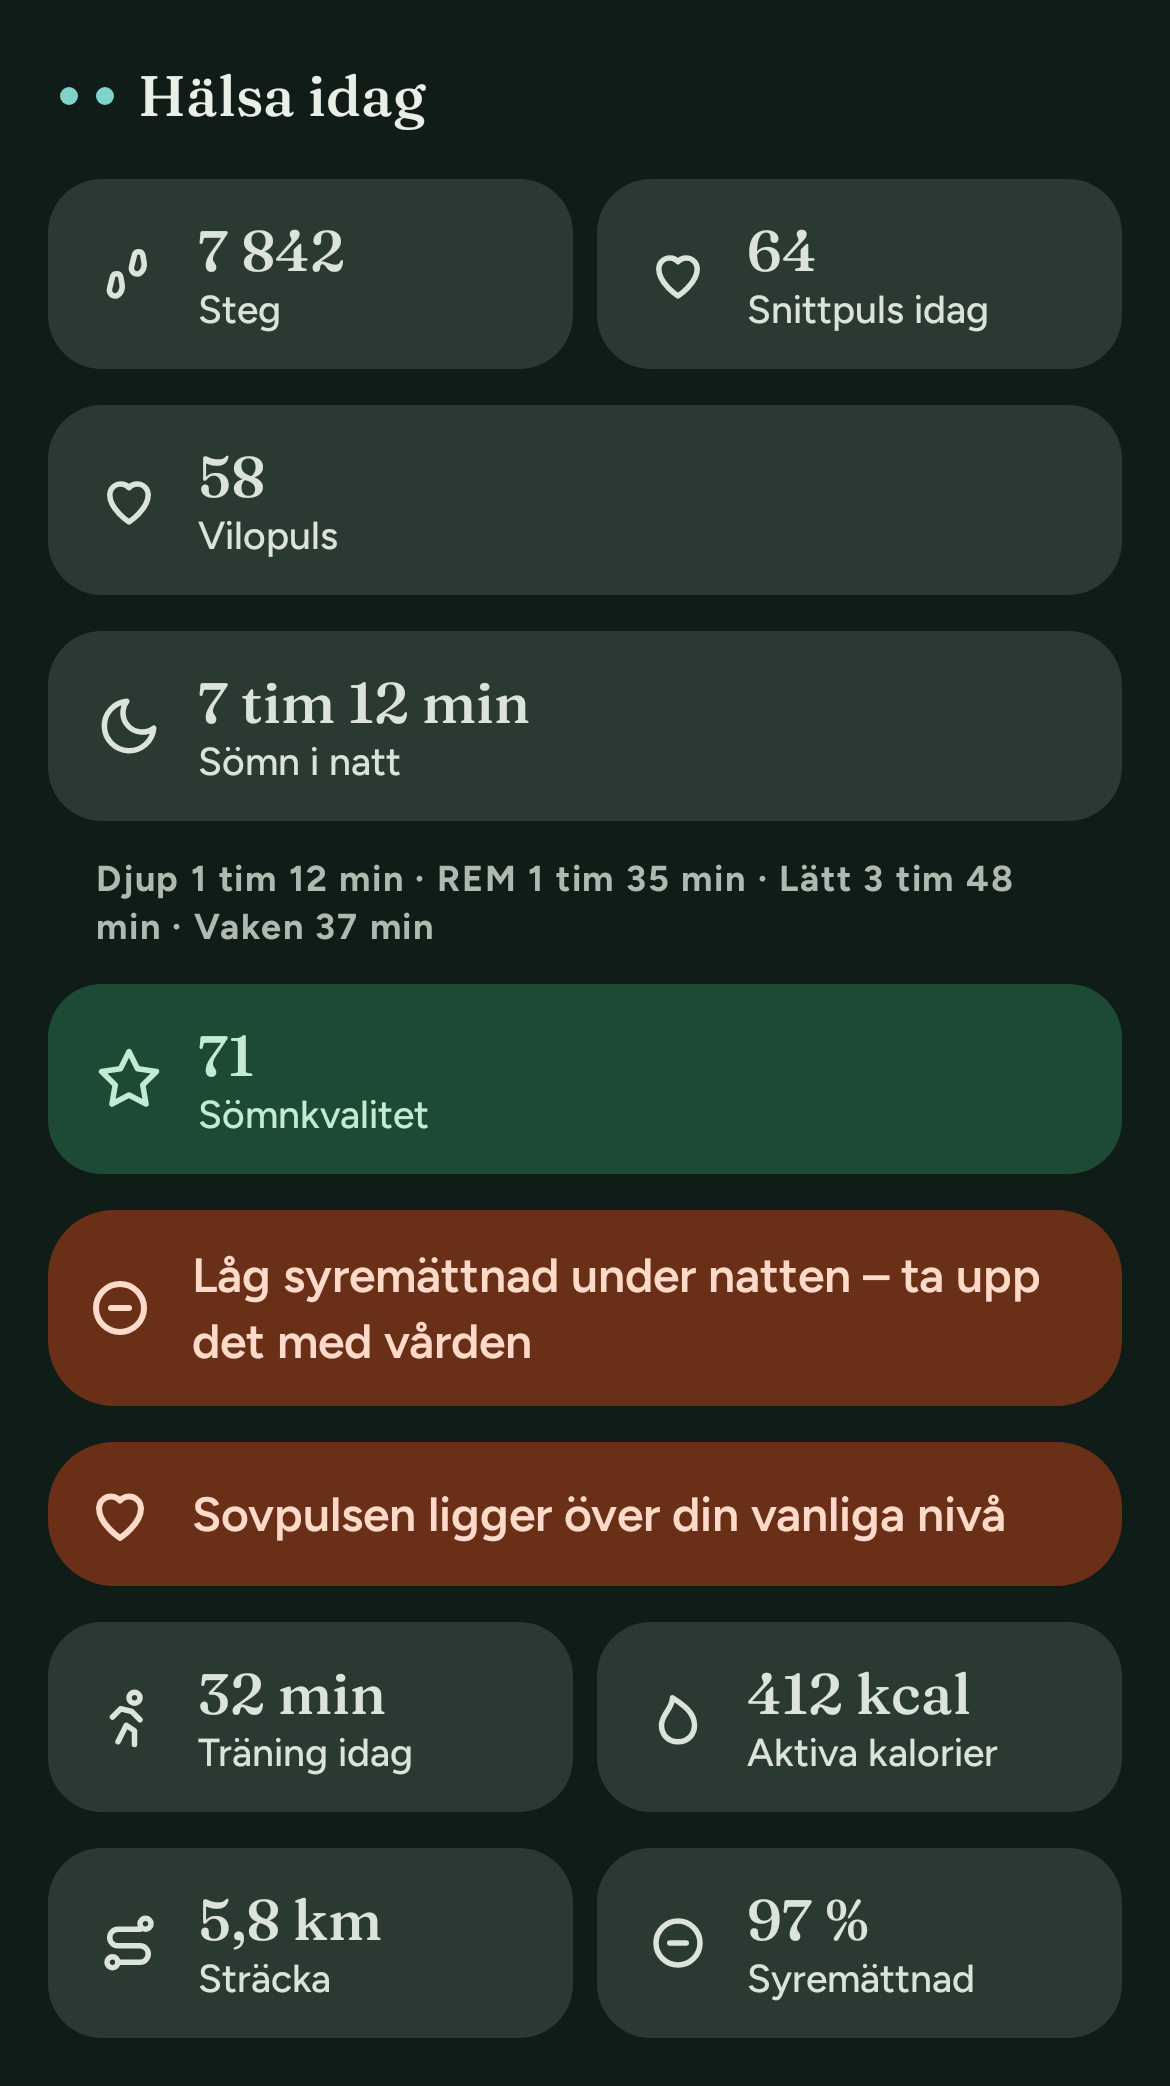 Hälsa idag
7 842
Steg
64
Snittpuls idag
58
Vilopuls
7 tim 12 min
Sömn i natt
Djup 1 tim 12 min · REM 1 tim 35 min · Lätt 3 tim 48
min · Vaken 37 min
71
Sömnkvalitet
Låg syremättnad under natten – ta upp
det med vården
Sovpulsen ligger över din vanliga nivå
32 min
Träning idag
412 kcal
Aktiva kalorier
5,8 km
Sträcka
97 %
Syremättnad